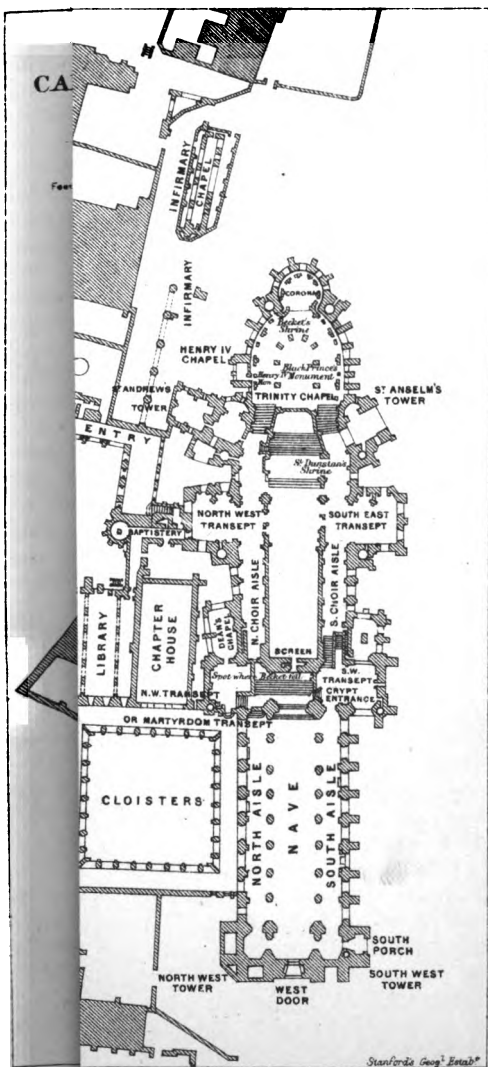 CA
INFIRMARY
CHAPEL
INFIRMARY
CORONA
Becket's
Shrine
HENRY IV
CHAPEL
Black Prince's
Monument
Henry IV
TRINITY CHAPEL
ST ANDREWS
TOWER
ST ANSELM'S
TOWER
ENTRY
St Dunstan's
Shrine
NORTH WEST
TRANSEPT
SOUTH EAST
TRANSEPT
BAPTISTERY
LIBRARY
CHAPTER
HOUSE
DEAN'S
CHAPEL
N. CHOIR AISLE
S. CHOIR AISLE
SCREEN
Spot where Becket fell
S.W.
TRANSEPT
CRYPT
ENTRANCE
N.W. TRANSEPT
OR MARTYRDOM TRANSEPT
CLOISTERS
NORTH AISLE
NAVE
SOUTH AISLE
SOUTH
PORCH
NORTH WEST
TOWER
WEST
DOOR
SOUTH WEST
TOWER
Stanford's Geogl. Estabt.